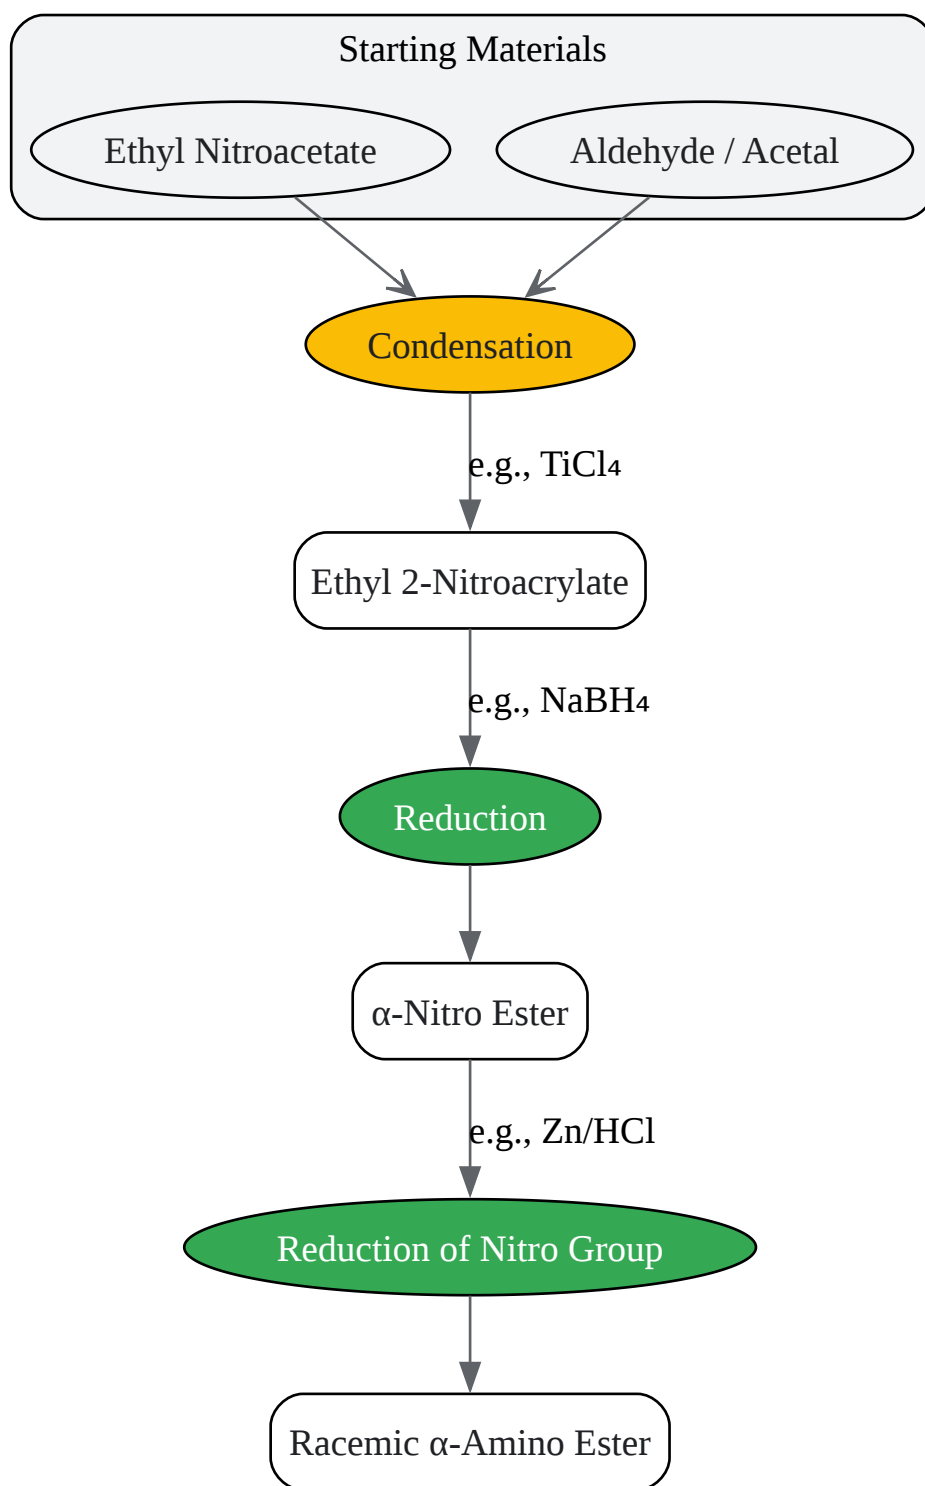 Starting Materials
Ethyl Nitroacetate
Aldehyde / Acetal
Condensation
e.g., TiCl₄
Ethyl 2-Nitroacrylate
e.g., NaBH₄
Reduction
α-Nitro Ester
e.g., Zn/HCl
Reduction of Nitro Group
Racemic α-Amino Ester